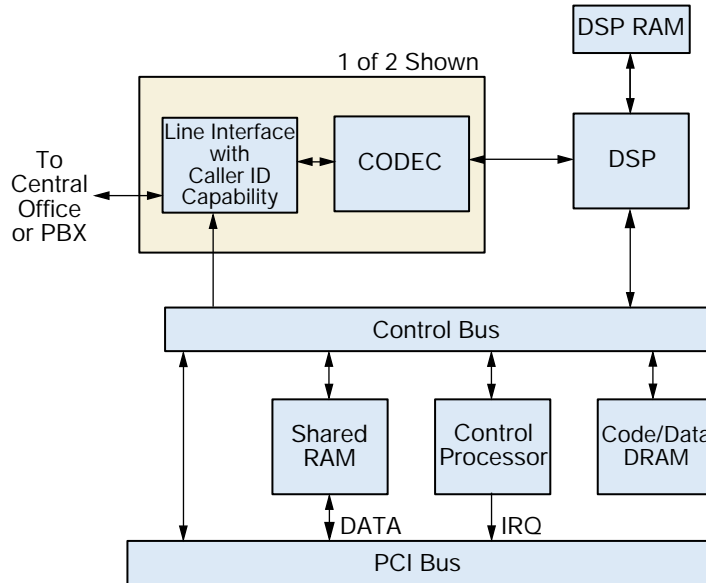 DSP RAM
1 of 2 Shown
Line Interface
with
Caller ID
Capability
CODEC
DSP
To
Central
Office
or PBX
Control Bus
Shared
RAM
Control
Processor
Code/Data
DRAM
DATA
IRQ
PCI Bus